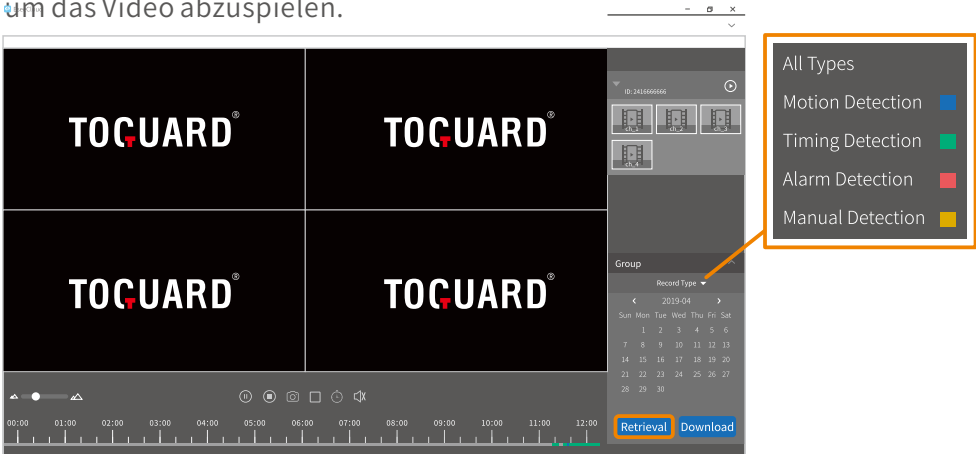 um das Video abzuspielen.
TOGUARD®
TOGUARD®
TOGUARD®
TOGUARD®
ID: 2416666666
ch_1 ch_2 ch_3
ch_4
Group
Record Type
2019-04
Sun Mon Tue Wed Thu Fri Sat
1 2 3 4 5 6
7 8 9 10 11 12 13
14 15 16 17 18 19 20
21 22 23 24 25 26 27
28 29 30
Retrieval Download
00:00 01:00 02:00 03:00 04:00 05:00 06:00 07:00 08:00 09:00 10:00 11:00 12:00
All Types
Motion Detection
Timing Detection
Alarm Detection
Manual Detection